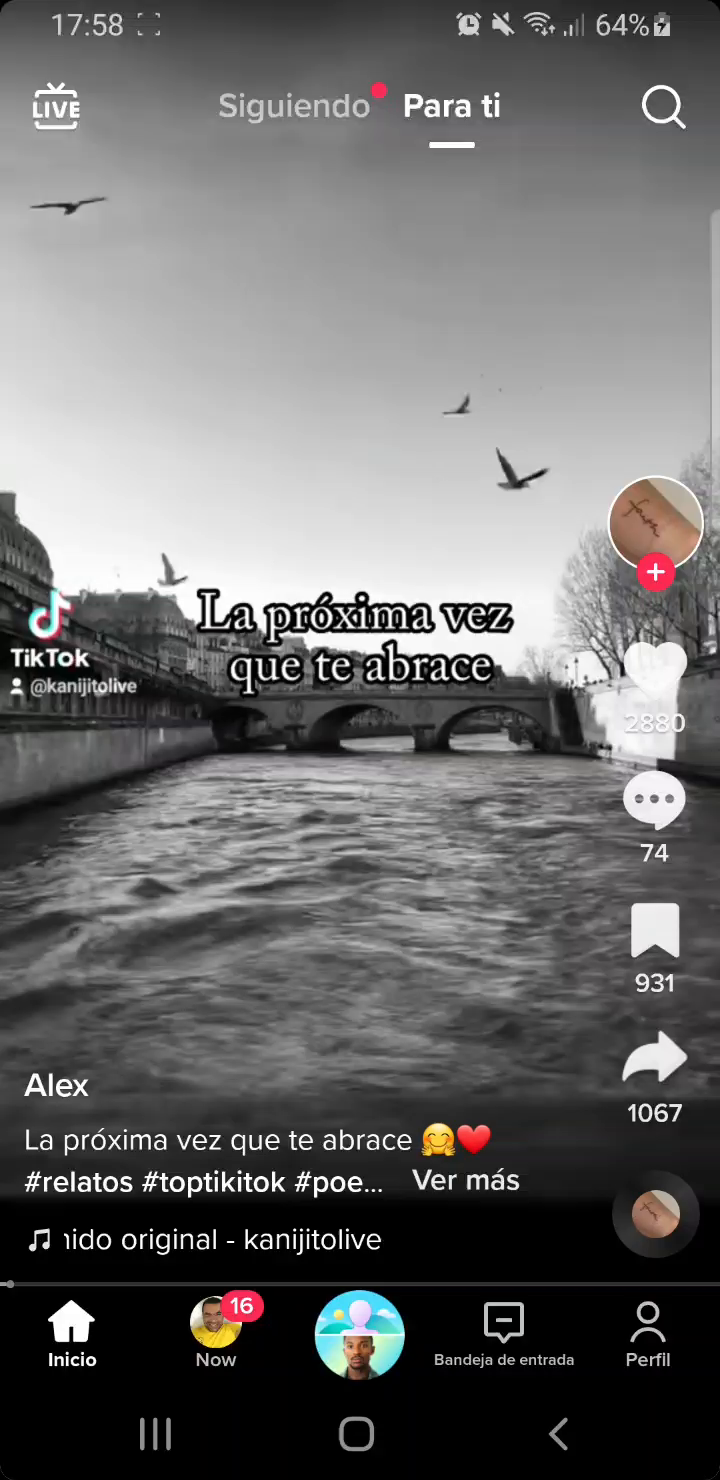 17:58
64%
LIVE
Siguiendo
Para ti
La próxima vez
que te abrace
TikTok
@kanijitolive
2880
74
931
1067
Alex
La próxima vez que te abrace 🤗❤️
#relatos #toptikitok #poe... Ver más
nido original - kanijitolive
16
Inicio
Now
Bandeja de entrada
Perfil